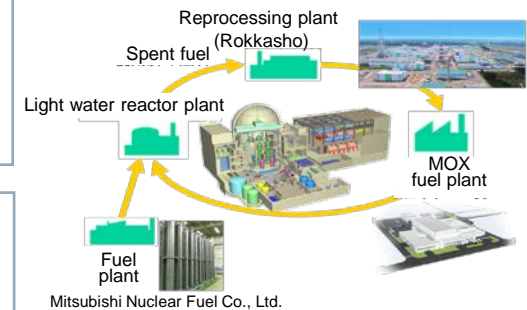 Reprocessing plant
(Rokkasho)
Spent fuel
Light water reactor plant
MOX
fuel plant
Fuel
plant
Mitsubishi Nuclear Fuel Co., Ltd.